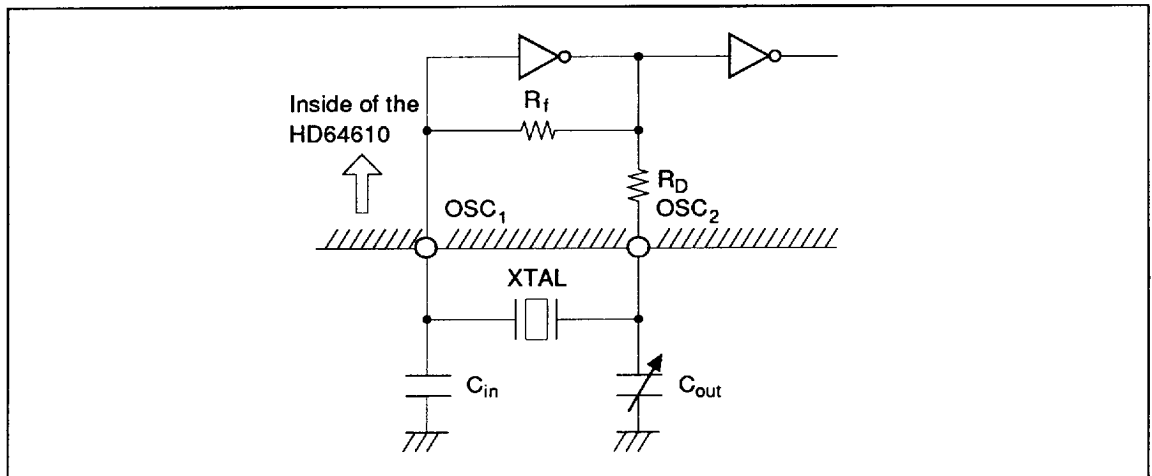 Inside of the
HD64610
R_f
R_D
OSC_1
OSC_2
XTAL
C_in
C_out